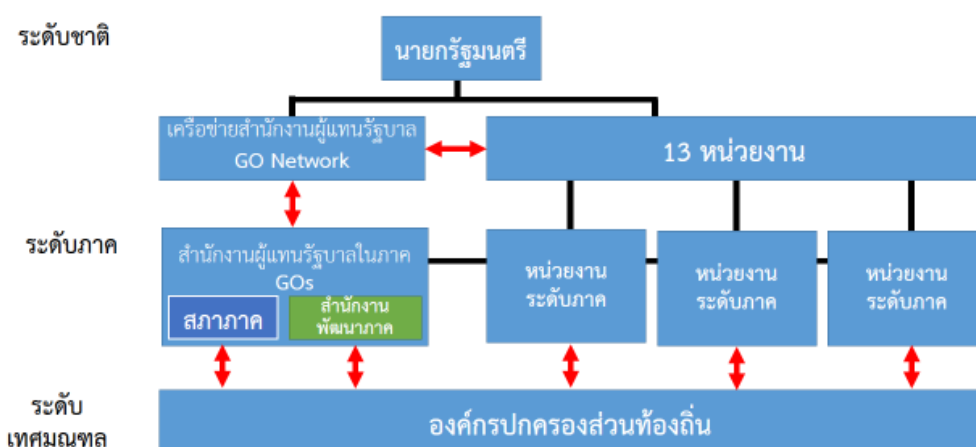 ระดับชาติ
นายกรัฐมนตรี
เครือข่ายสำนักงานผู้แทนรัฐบาล
GO Network
13 หน่วยงาน
ระดับภาค
สำนักงานผู้แทนรัฐบาลในภาค
GOs
สภาภาค
สำนักงาน
พัฒนาภาค
หน่วยงาน
ระดับภาค
หน่วยงาน
ระดับภาค
หน่วยงาน
ระดับภาค
ระดับ
เทศมณฑล
องค์กรปกครองส่วนท้องถิ่น